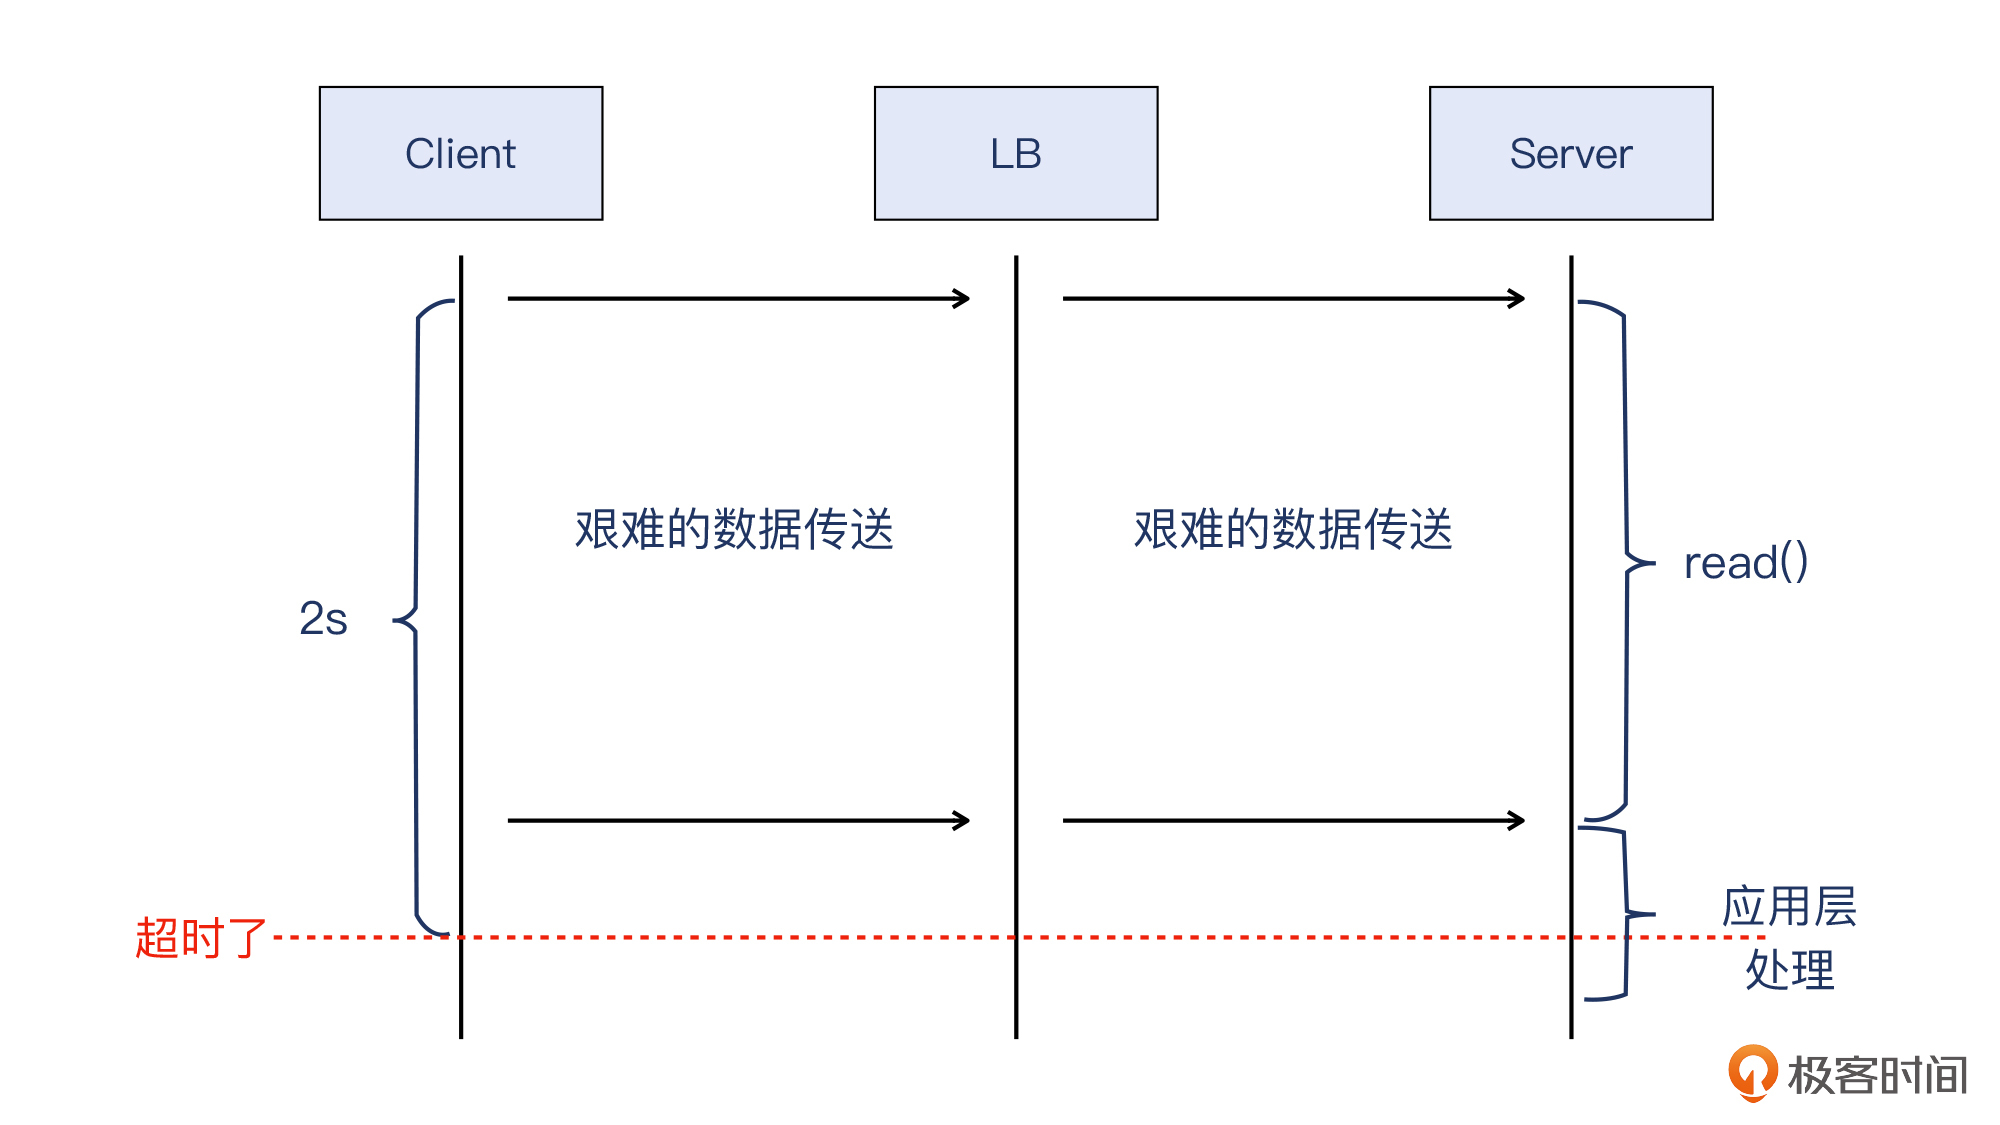 Client
LB
Server
艰难的数据传送
艰难的数据传送
read()
2s
应用层
处理
超时了
极客时间